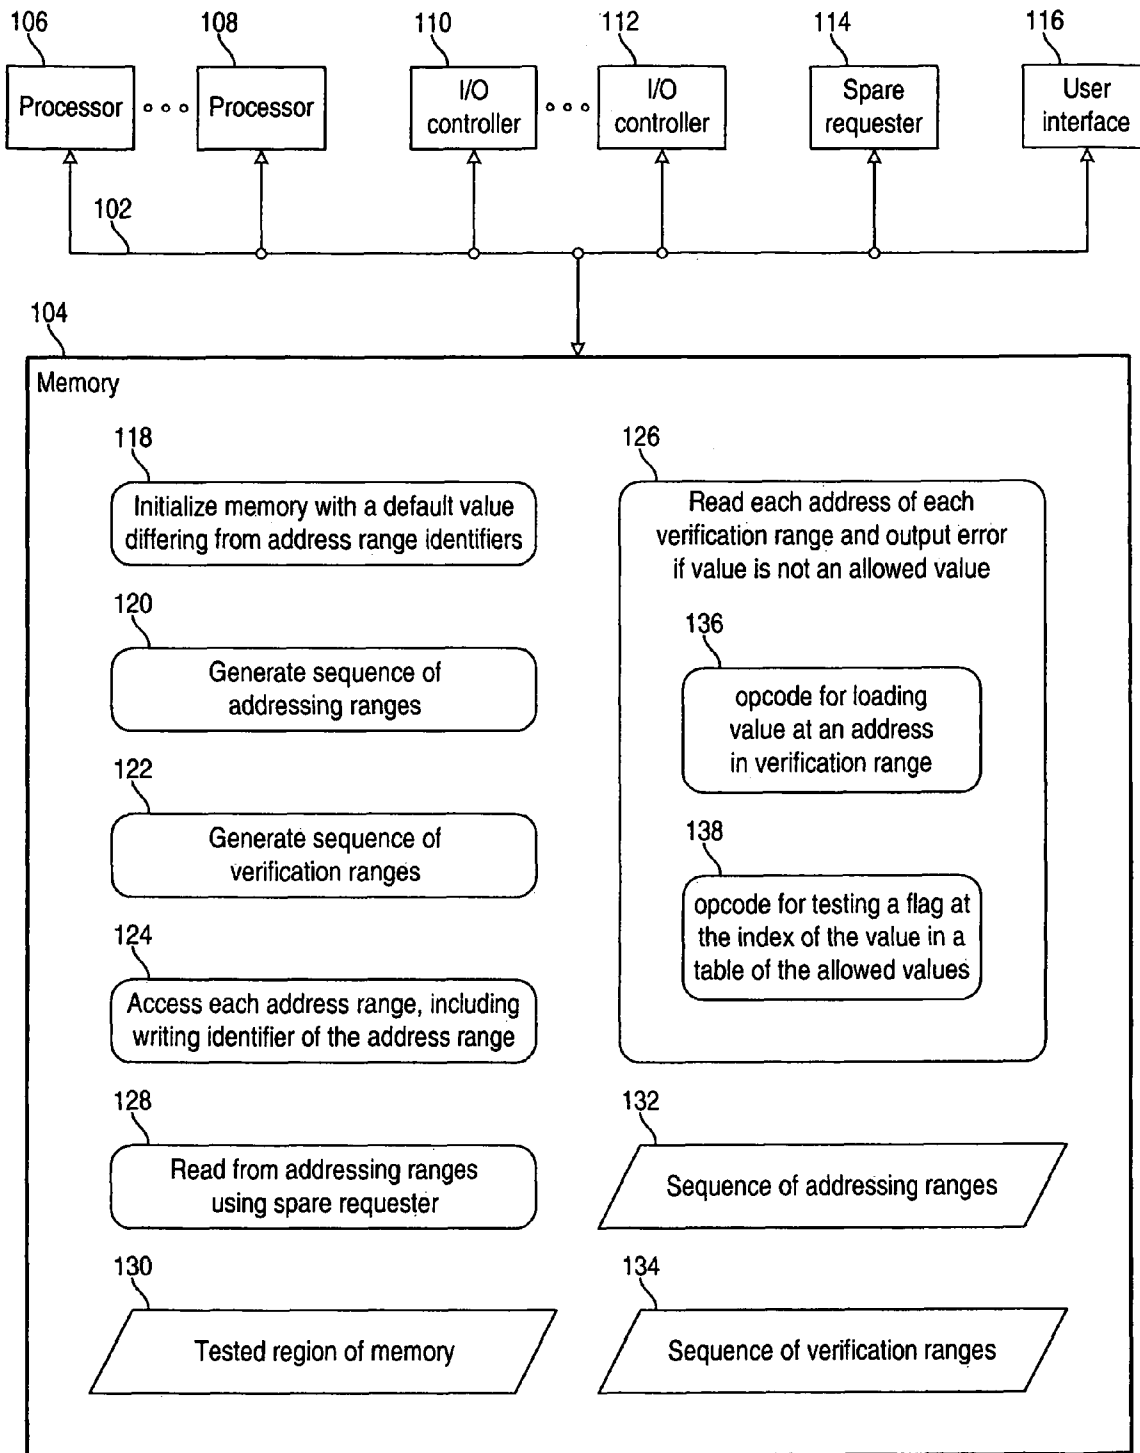 106
108
110
112
114
116
Processor
Processor
I/O
controller
I/O
controller
Spare
requester
User
interface
102
104
Memory
118
Initialize memory with a default value
differing from address range identifiers
120
Generate sequence of
addressing ranges
122
Generate sequence of
verification ranges
124
Access each address range, including
writing identifier of the address range
128
Read from addressing ranges
using spare requester
130
Tested region of memory
126
Read each address of each
verification range and output error
if value is not an allowed value
136
opcode for loading
value at an address
in verification range
138
opcode for testing a flag at
the index of the value in a
table of the allowed values
132
Sequence of addressing ranges
134
Sequence of verification ranges